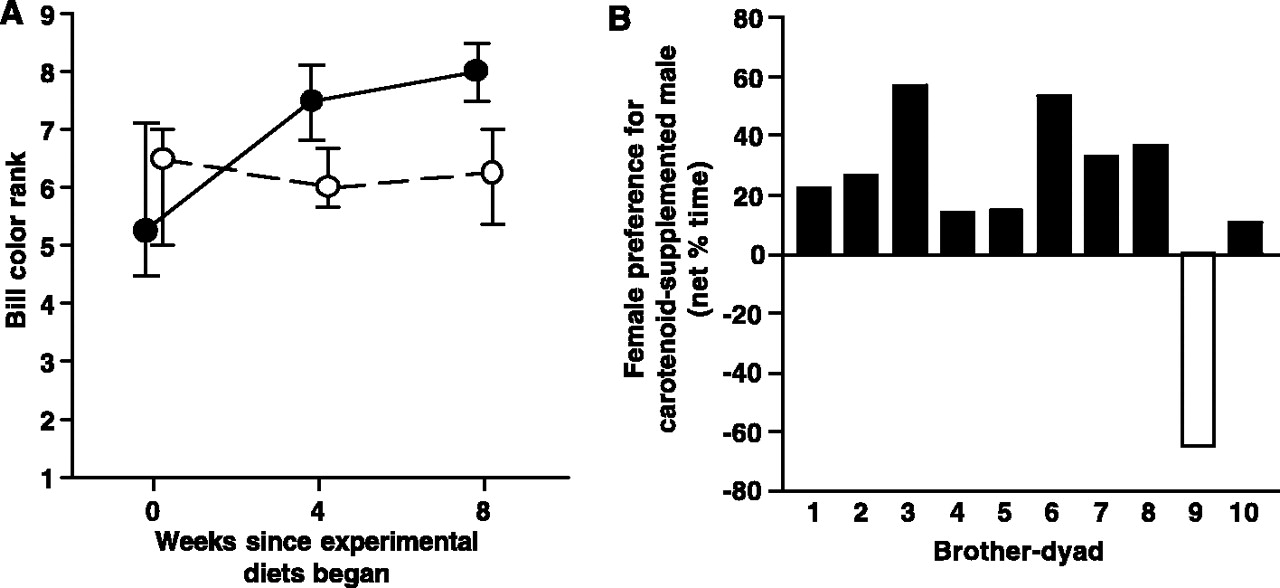 A
9
8
7
6
5
4
3
2
1
Bill color rank
0 4 8
Weeks since experimental
diets began
B
80
60
40
20
0
-20
-40
-60
-80
Female preference for
carotenoid-supplemented male
(net % time)
1 2 3 4 5 6 7 8 9 10
Brother-dyad